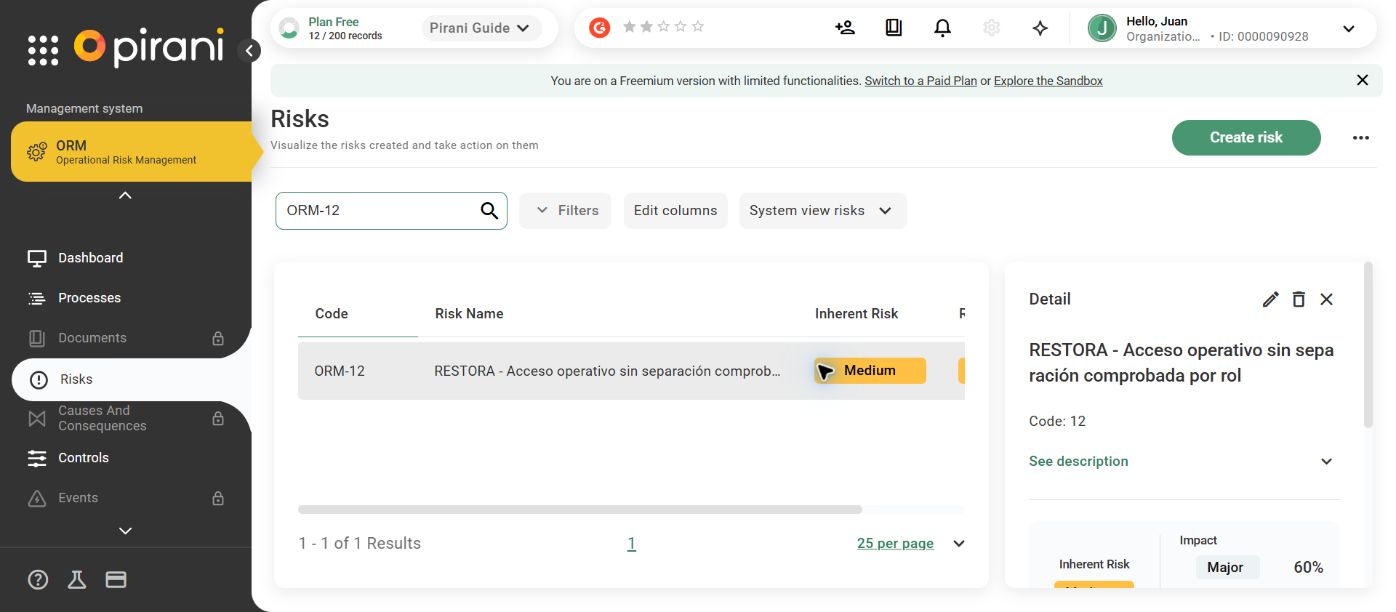 pirani
Management system
ORM
Operational Risk Management
Dashboard
Processes
Documents
Risks
Causes And
Consequences
Controls
Events
Plan Free
12 / 200 records
Pirani Guide
Hello, Juan
Organizatio... • ID: 0000090928
You are on a Freemium version with limited functionalities. Switch to a Paid Plan or Explore the Sandbox
Risks
Visualize the risks created and take action on them
Create risk
ORM-12
Filters
Edit columns
System view risks
Code
Risk Name
Inherent Risk
R
ORM-12
RESTORA - Acceso operativo sin separación comprob...
Medium
1 - 1 of 1 Results
1
25 per page
Detail
RESTORA - Acceso operativo sin sepa
ración comprobada por rol
Code: 12
See description
Inherent Risk
Impact
Major
60%